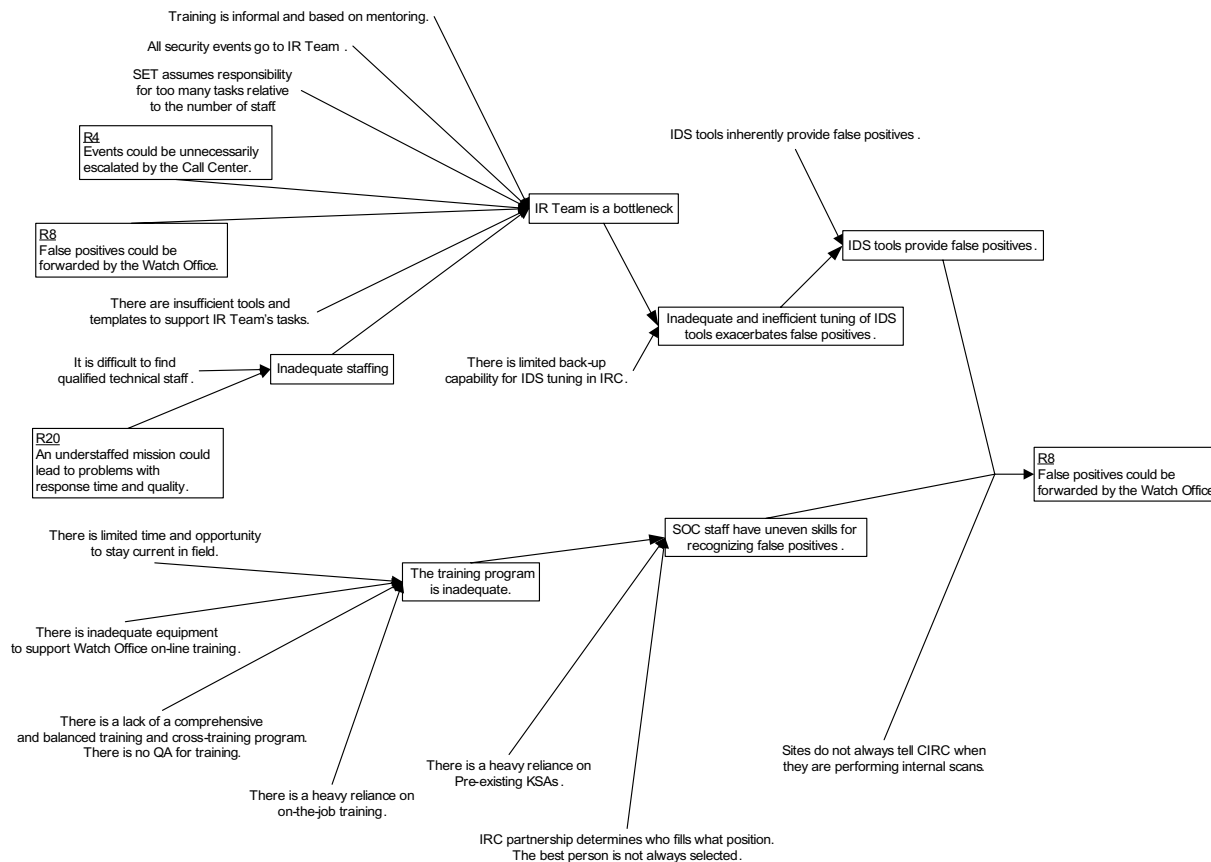 Training is informal and based on mentoring.
All security events go to IR Team .
SET assumes responsibility
for too many tasks relative
to the number of staff
R4
Events could be unnecessarily
escalated by the Call Center.
R8
False positives could be
forwarded by the Watch Office.
There are insufficient tools and
templates to support IR Team's tasks.
It is difficult to find
qualified technical staff .
Inadequate staffing
R20
An understaffed mission could
lead to problems with
response time and quality.
IR Team is a bottleneck
There is limited back-up
capability for IDS tuning in IRC .
Inadequate and inefficient tuning of IDS
tools exacerbates false positives .
IDS tools inherently provide false positives .
IDS tools provide false positives.
R8
False positives could be
forwarded by the Watch Office.
SOC staff have uneven skills for
recognizing false positives .
The training program
is inadequate.
There is limited time and opportunity
to stay current in field.
There is inadequate equipment
to support Watch Office on-line training.
There is a lack of a comprehensive
and balanced training and cross-training program.
There is no QA for training.
There is a heavy reliance on
on-the-job training.
There is a heavy reliance on
Pre-existing KSAs .
IRC partnership determines who fills what position.
The best person is not always selected .
Sites do not always tell CIRC when
they are performing internal scans.